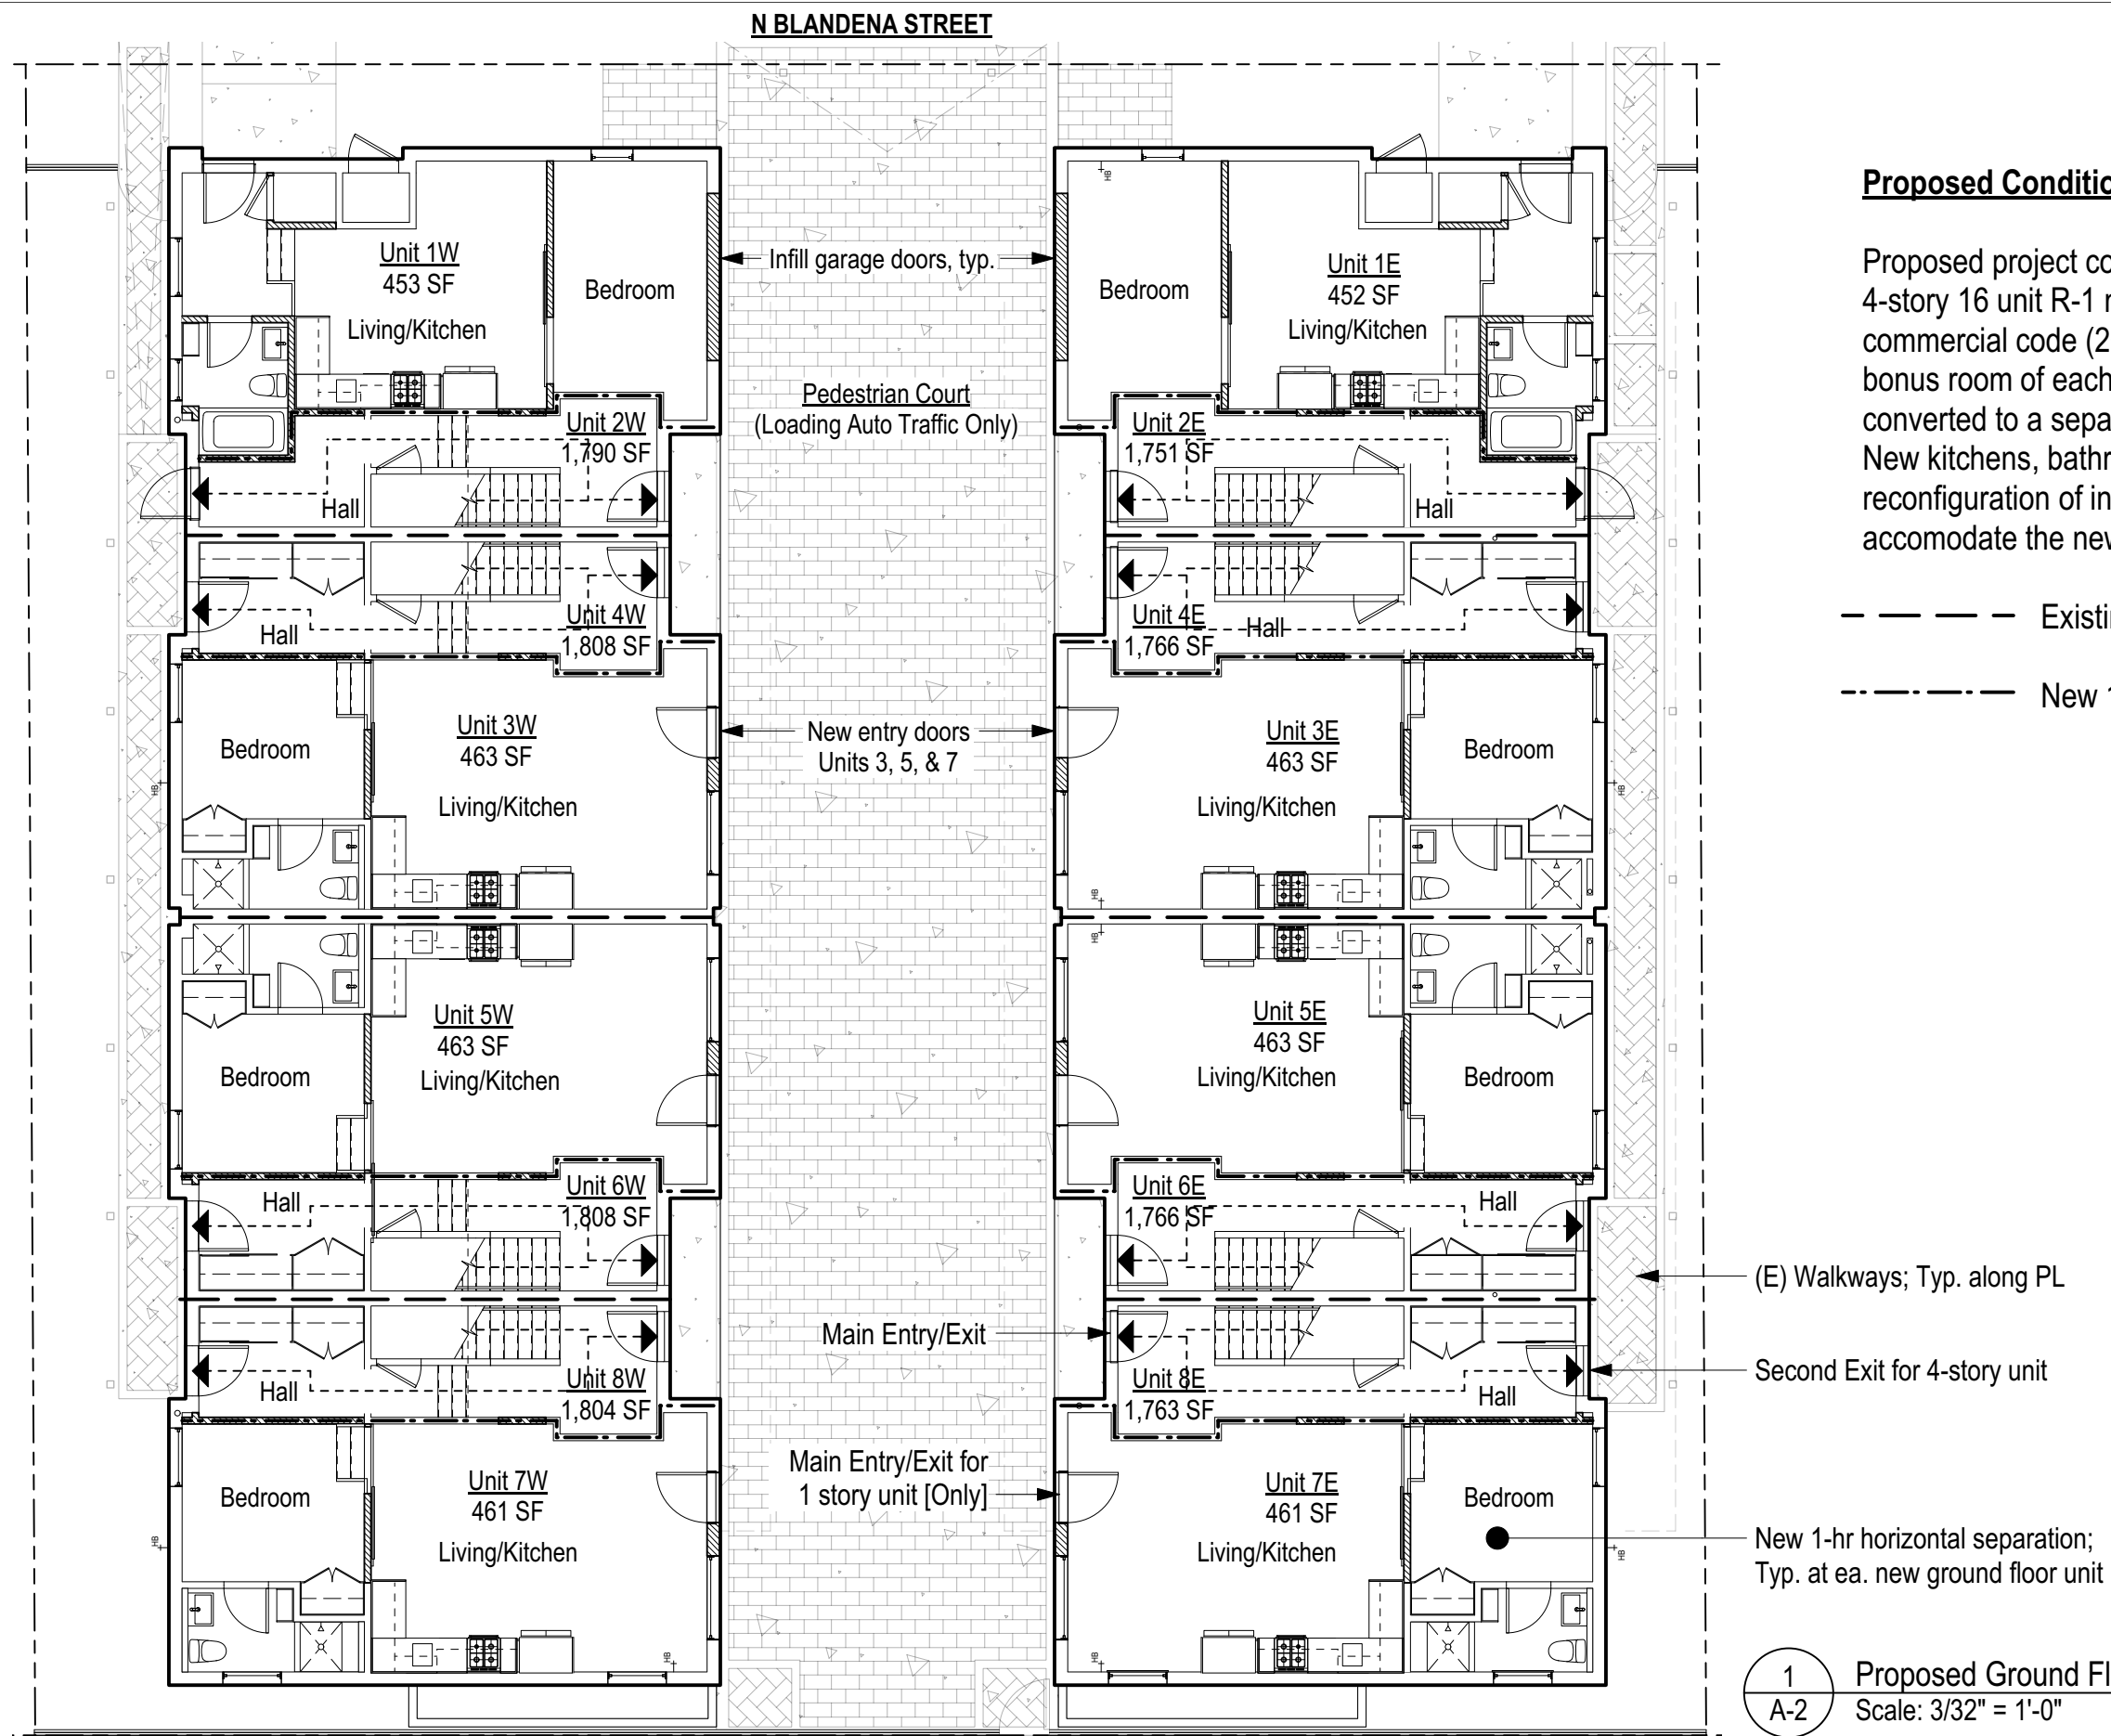 N BLANDENA STREET
Unit 1W
453 SF
Living/Kitchen
Bedroom
Infill garage doors, typ.
Bedroom
Unit 1E
452 SF
Living/Kitchen
HB
Pedestrian Court
(Loading Auto Traffic Only)
Unit 2W
1,790 SF
Hall
Unit 2E
1,751 SF
Hall
Unit 4W
1,808 SF
Hall
Unit 4E
1,766 SF
Hall
Bedroom
Unit 3W
463 SF
Living/Kitchen
HB
New entry doors
Units 3, 5, & 7
Unit 3E
463 SF
Living/Kitchen
Bedroom
HB
HB
HB
Bedroom
Unit 5W
463 SF
Living/Kitchen
Unit 5E
463 SF
Living/Kitchen
Bedroom
Hall
Unit 6W
1,808 SF
Unit 6E
1,766 SF
Hall
Main Entry/Exit
Hall
Unit 8W
1,804 SF
Unit 8E
1,763 SF
Hall
Main Entry/Exit for
1 story unit [Only]
Bedroom
Unit 7W
461 SF
Living/Kitchen
HB
HB
Unit 7E
461 SF
Living/Kitchen
Bedroom
HB
HB
Proposed Conditio
Proposed project co
4-story 16 unit R-1 r
commercial code (2
bonus room of each
converted to a sepa
New kitchens, bathr
reconfiguration of in
accomodate the nev
Existi
New 1
(E) Walkways; Typ. along PL
Second Exit for 4-story unit
New 1-hr horizontal separation;
Typ. at ea. new ground floor unit
1
A-2
Proposed Ground Fl
Scale: 3/32" = 1'-0"